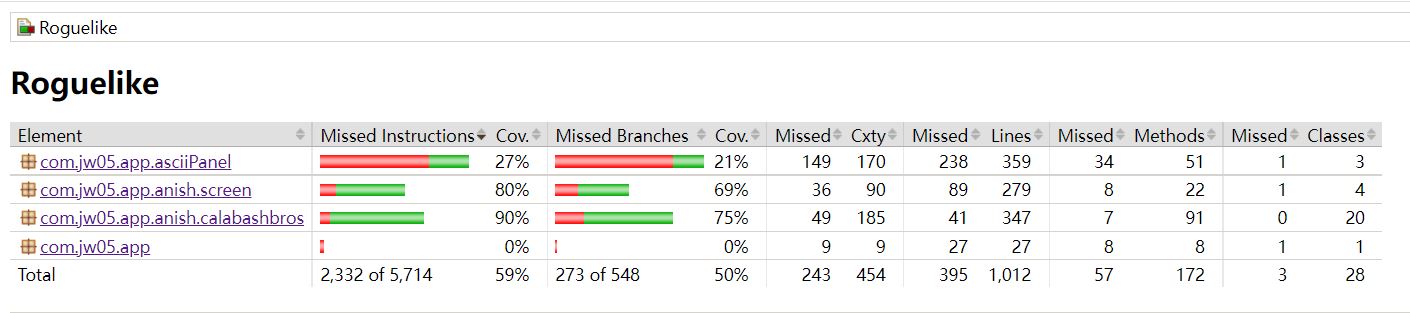 Roguelike
Roguelike
Element Missed Instructions Cov. Missed Branches Cov. Missed Cxty Missed Lines Missed Methods Missed Classes
com.jw05.app.asciiPanel 27% 21% 149 170 238 359 34 51 1 3
com.jw05.app.anish.screen 80% 69% 36 90 89 279 8 22 1 4
com.jw05.app.anish.calabashbros 90% 75% 49 185 41 347 7 91 0 20
com.jw05.app 0% 0% 9 9 27 27 8 8 1 1
Total 2,332 of 5,714 59% 273 of 548 50% 243 454 395 1,012 57 172 3 28